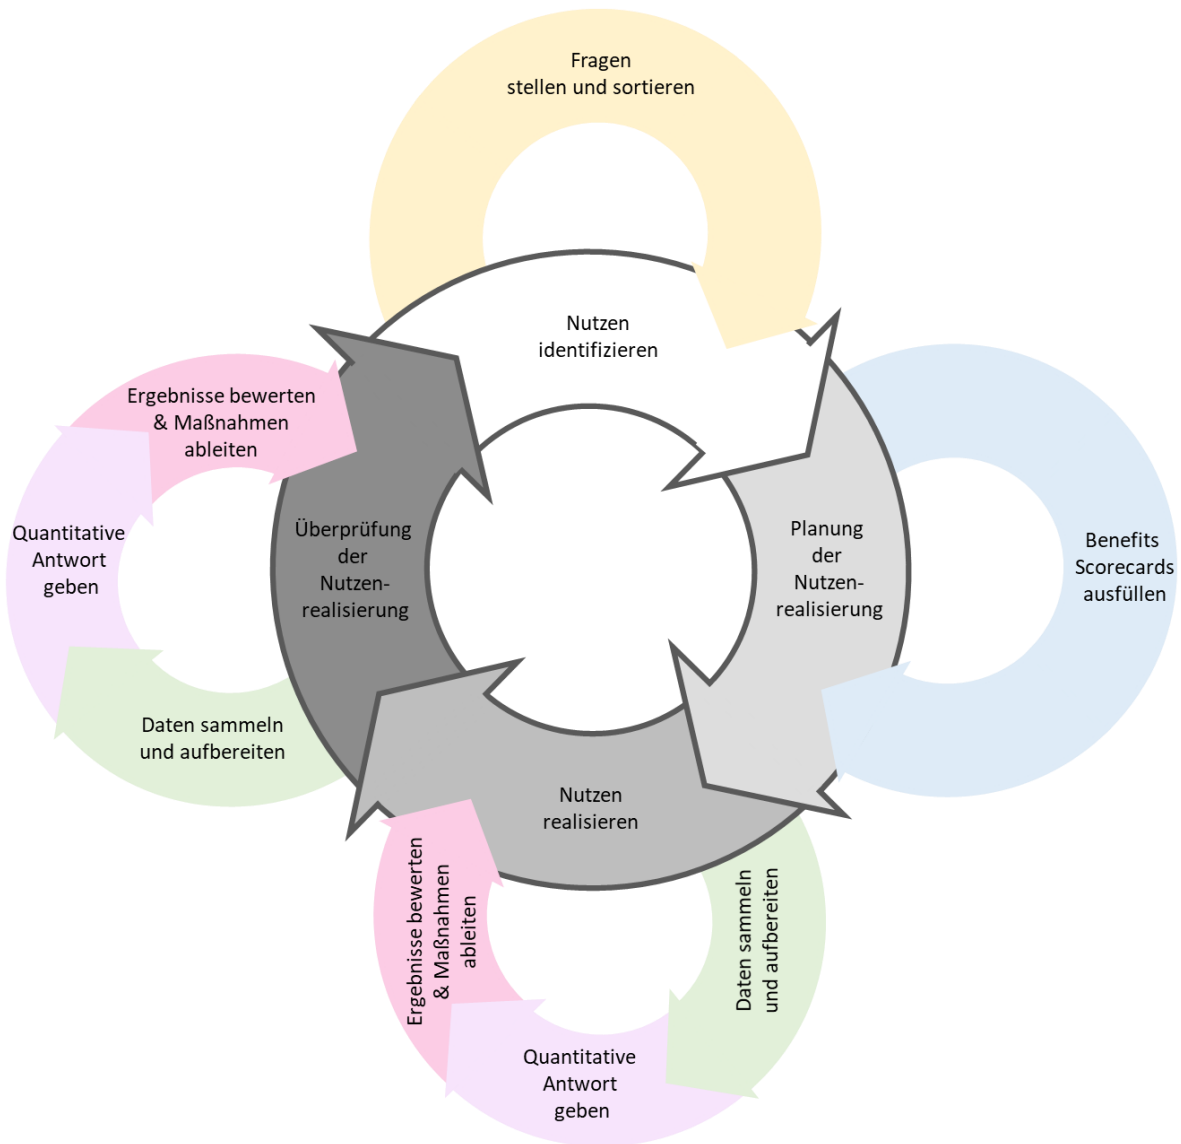 Fragen
stellen und sortieren
Nutzen
identifizieren
Ergebnisse bewerten
& Maßnahmen
ableiten
Quantitative
Antwort
geben
Überprüfung
der
Nutzen-
realisierung
Planung
der
Nutzen-
realisierung
Benefits
Scorecards
ausfüllen
Daten sammeln
und aufbereiten
Nutzen
realisieren
Ergebnisse bewerten
& Maßnahmen
ableiten
Daten sammeln
und aufbereiten
Quantitative
Antwort
geben